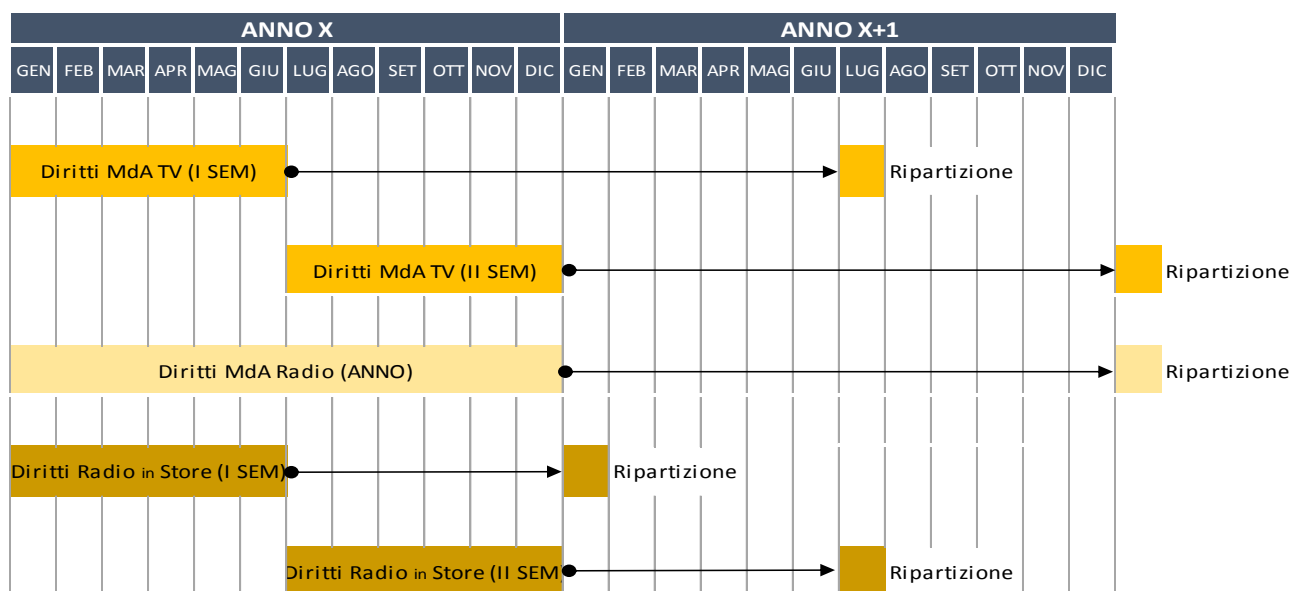 ANNO X ANNO X+1
GEN FEB MAR APR MAG GIU LUG AGO SET OTT NOV DIC GEN FEB MAR APR MAG GIU LUG AGO SET OTT NOV DIC
Diritti MdA TV (I SEM) Ripartizione
Diritti MdA TV (II SEM) Ripartizione
Diritti MdA Radio (ANNO) Ripartizione
Diritti Radio in Store (I SEM) Ripartizione
Diritti Radio in Store (II SEM) Ripartizione